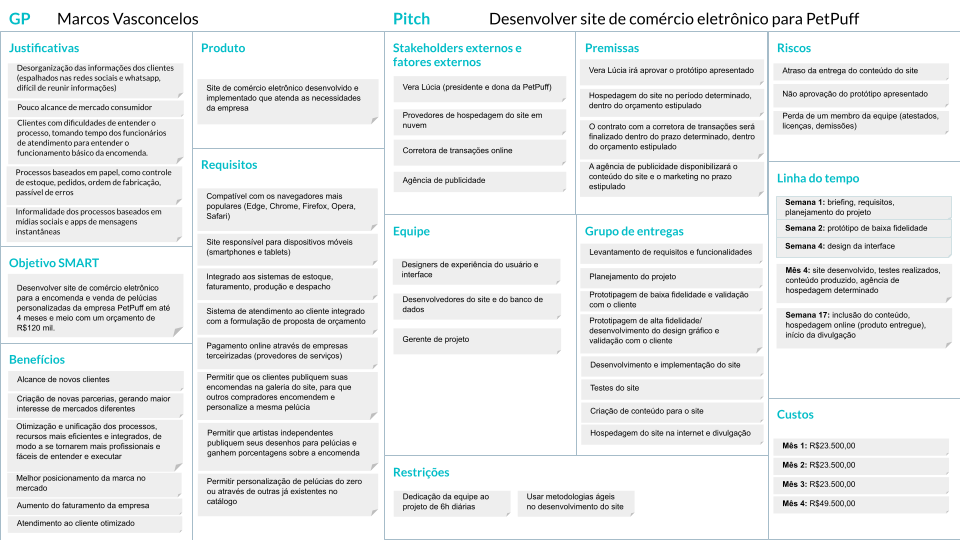 GP Marcos Vasconcelos
Pitch Desenvolver site de comércio eletrônico para PetPuff
Justificativas
Desorganização das informações dos clientes
(espalhados nas redes sociais e whatsapp,
difícil de reunir informações)
Pouco alcance de mercado consumidor
Clientes com dificuldades de entender o
processo, tomando tempo dos funcionários
de atendimento para entender o
funcionamento básico da encomenda.
Processos baseados em papel, como controle
de estoque, pedidos, ordem de fabricação,
passível de erros
Informalidade dos processos baseados em
mídias sociais e apps de mensagens
instantâneas
Objetivo SMART
Desenvolver site de comércio eletrônico
para a encomenda e venda de pelúcias
personalizadas da empresa PetPuff em até
4 meses e meio com um orçamento de
R$120 mil.
Benefícios
Alcance de novos clientes
Criação de novas parcerias, gerando maior
interesse de mercados diferentes
Otimização e unificação dos processos,
recursos mais eficientes e integrados, de
modo a se tornarem mais profissionais e
fáceis de entender e executar
Melhor posicionamento da marca no
mercado
Aumento do faturamento da empresa
Atendimento ao cliente otimizado
Produto
Site de comércio eletrônico desenvolvido e
implementado que atenda as necessidades
da empresa
Requisitos
Compatível com os navegadores mais
populares (Edge, Chrome, Firefox, Opera,
Safari)
Site responsível para dispositivos móveis
(smartphones e tablets)
Integrado aos sistemas de estoque,
faturamento, produção e despacho
Sistema de atendimento ao cliente integrado
com a formulação de proposta de orçamento
Pagamento online através de empresas
terceirizadas (provedores de serviços)
Permitir que os clientes publiquem suas
encomendas na galeria do site, para que
outros compradores encomendem e
personalize a mesma pelúcia
Permitir que artistas independentes
publiquem seus desenhos para pelúcias e
ganhem porcentagens sobre a encomenda
Permitir personalização de pelúcias do zero
ou através de outras já existentes no
catálogo
Stakeholders externos e
fatores externos
Vera Lúcia (presidente e dona da PetPuff)
Provedores de hospedagem do site em
nuvem
Corretora de transações online
Agência de publicidade
Equipe
Designers de experiência do usuário e
interface
Desenvolvedores do site e do banco de
dados
Gerente de projeto
Restrições
Dedicação da equipe ao
projeto de 6h diárias
Usar metodologias ágeis
no desenvolvimento do site
Premissas
Vera Lúcia irá aprovar o protótipo apresentado
Hospedagem do site no período determinado,
dentro do orçamento estipulado
O contrato com a corretora de transações será
finalizado dentro do prazo determinado, dentro
do orçamento estipulado
A agência de publicidade disponibilizará o
conteúdo do site e o marketing no prazo
estipulado
Grupo de entregas
Levantamento de requisitos e funcionalidades
Planejamento do projeto
Prototipagem de baixa fidelidade e validação
com o cliente
Prototipagem de alta fidelidade/
desenvolvimento do design gráfico e
validação com o cliente
Desenvolvimento e implementação do site
Testes do site
Criação de conteúdo para o site
Hospedagem do site na internet e divulgação
Riscos
Atraso da entrega do conteúdo do site
Não aprovação do protótipo apresentado
Perda de um membro da equipe (atestados,
licenças, demissões)
Linha do tempo
Semana 1: briefing, requisitos,
planejamento do projeto
Semana 2: protótipo de baixa fidelidade
Semana 4: design da interface
Mês 4: site desenvolvido, testes realizados,
conteúdo produzido, agência de
hospedagem determinado
Semana 17: inclusão do conteúdo,
hospedagem online (produto entregue),
início da divulgação
Custos
Mês 1: R$23.500,00
Mês 2: R$23.500,00
Mês 3: R$23.500,00
Mês 4: R$49.500,00